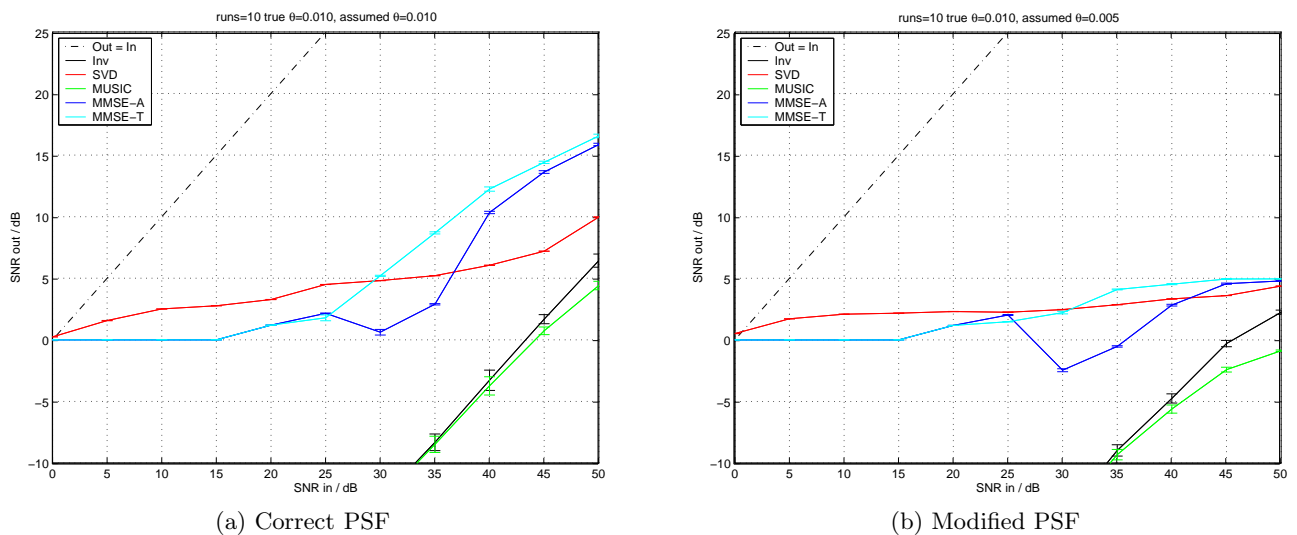 runs=10 true θ=0.010, assumed θ=0.010
25
20
15
10
5
0
−5
−10
SNR out / dB
Out = In
Inv
SVD
MUSIC
MMSE−A
MMSE−T
0 5 10 15 20 25 30 35 40 45 50
SNR in / dB
(a) Correct PSF
runs=10 true θ=0.010, assumed θ=0.005
25
20
15
10
5
0
−5
−10
SNR out / dB
Out = In
Inv
SVD
MUSIC
MMSE−A
MMSE−T
0 5 10 15 20 25 30 35 40 45 50
SNR in / dB
(b) Modified PSF